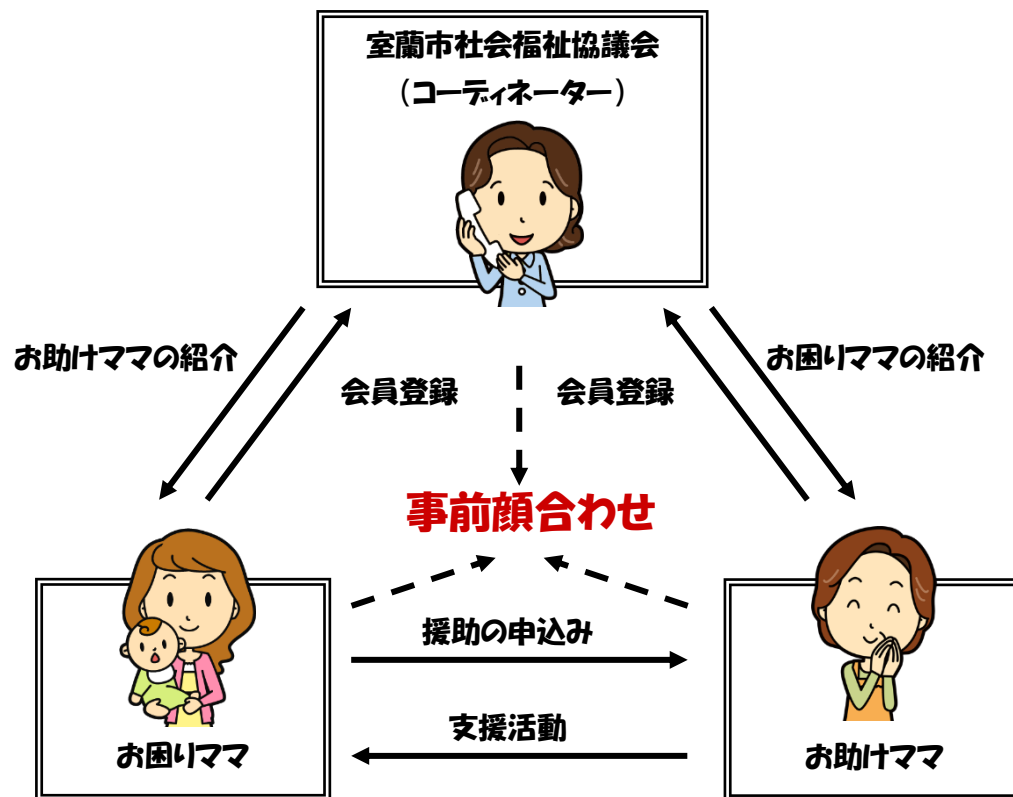 室蘭市社会福祉協議会
(コーディネーター)
お助けママの紹介
お困りママの紹介
会員登録
会員登録
事前顔合わせ
援助の申込み
支援活動
お困りママ
お助けママ